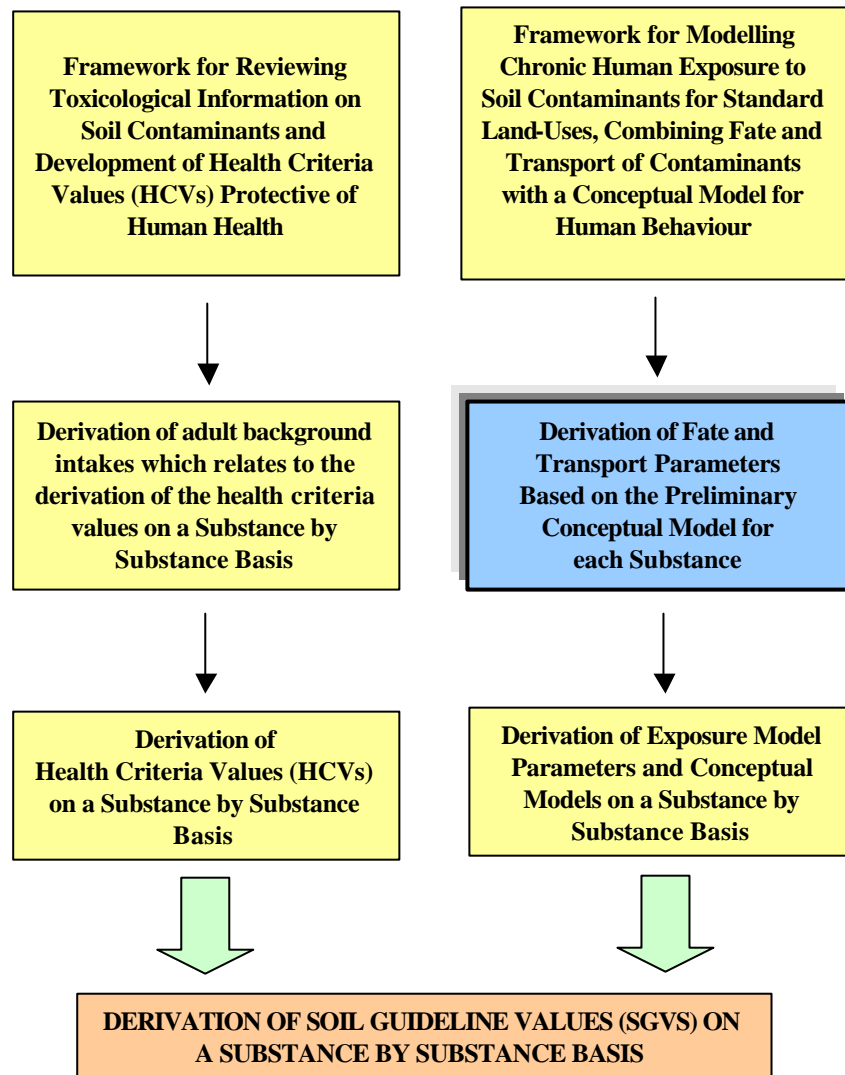 Framework for Reviewing
Toxicological Information on
Soil Contaminants and
Development of Health Criteria
Values (HCVs) Protective of
Human Health
Framework for Modelling
Chronic Human Exposure to
Soil Contaminants for Standard
Land-Uses, Combining Fate and
Transport of Contaminants
with a Conceptual Model for
Human Behaviour
Derivation of adult background
intakes which relates to the
derivation of the health criteria
values on a Substance by
Substance Basis
Derivation of Fate and
Transport Parameters
Based on the Preliminary
Conceptual Model for
each Substance
Derivation of
Health Criteria Values (HCVs)
on a Substance by Substance
Basis
Derivation of Exposure Model
Parameters and Conceptual
Models on a Substance by
Substance Basis
DERIVATION OF SOIL GUIDELINE VALUES (SGVS) ON
A SUBSTANCE BY SUBSTANCE BASIS